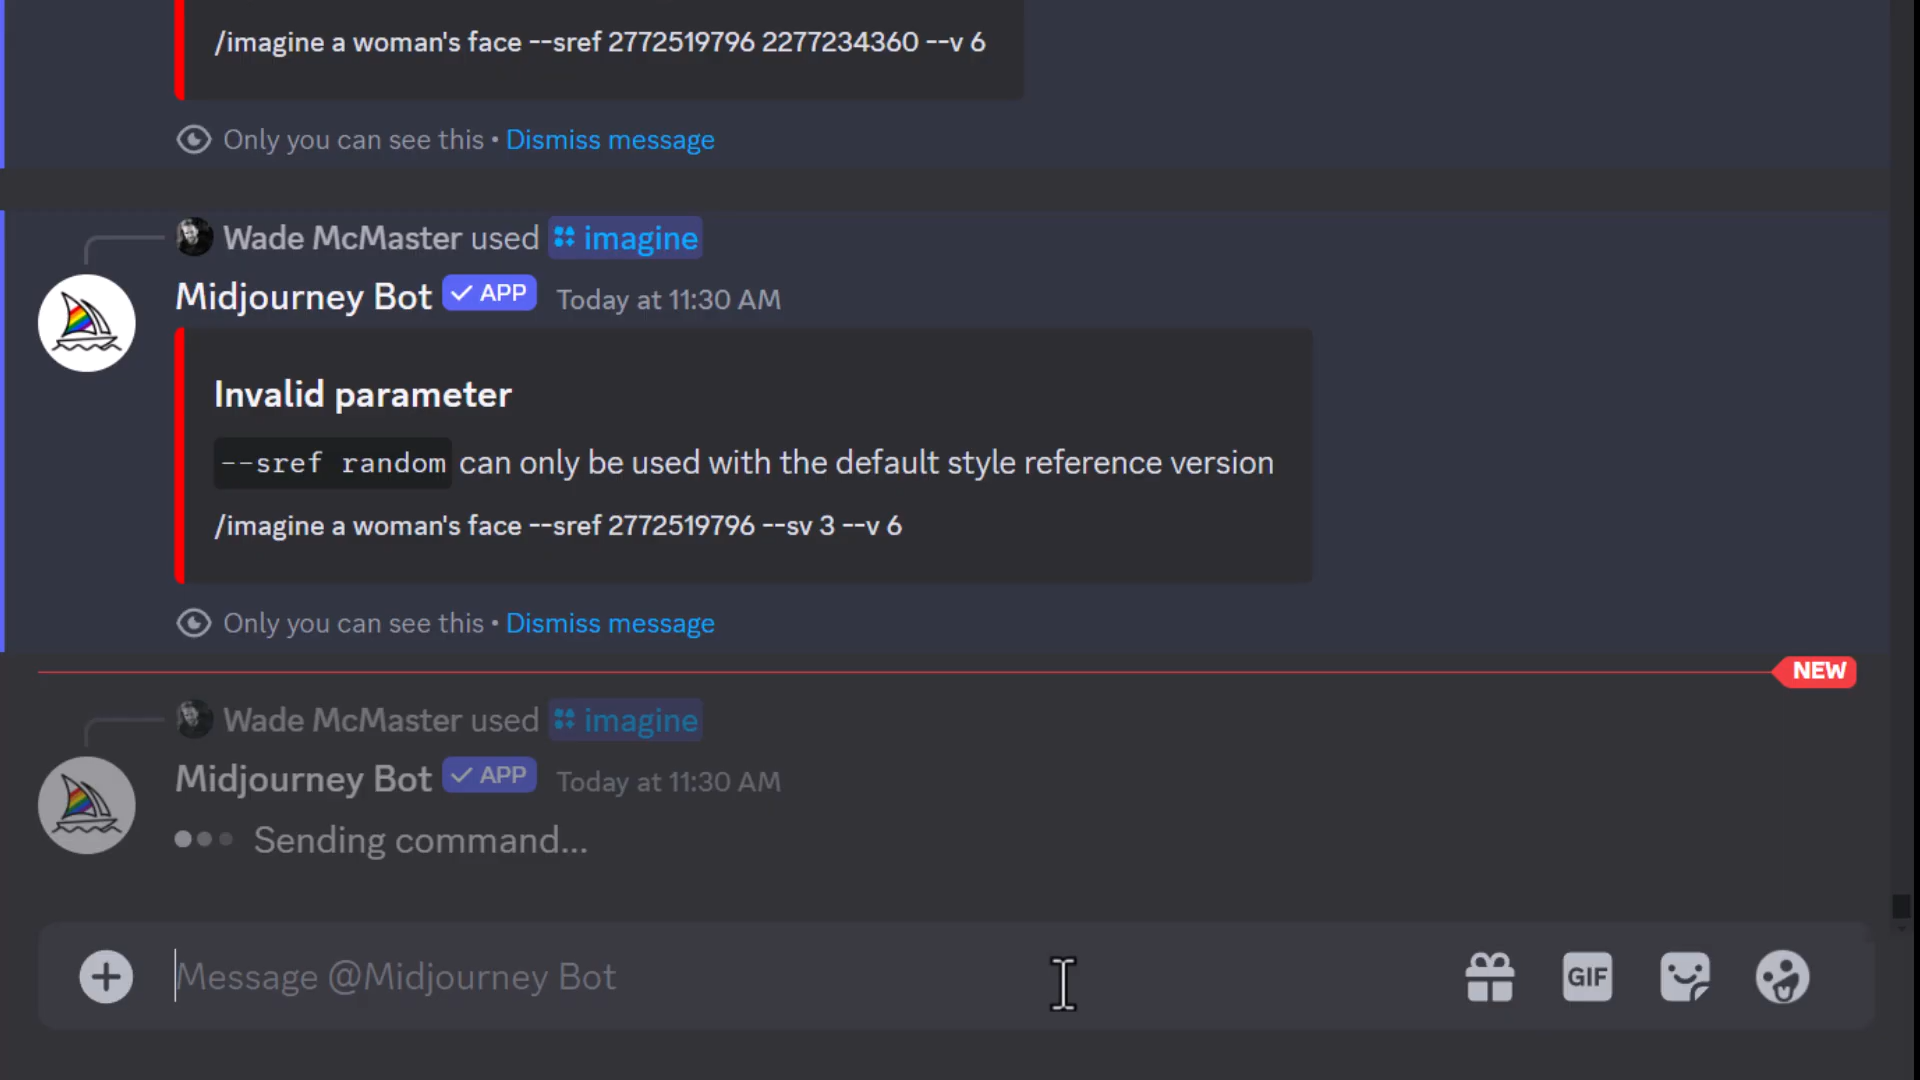 /imagine a woman's face --sref 2772519796 2277234360 --v 6
Only you can see this • Dismiss message
Wade McMaster used imagine
Midjourney Bot ✓ APP Today at 11:30 AM
Invalid parameter
--sref random can only be used with the default style reference version
/imagine a woman's face --sref 2772519796 --sv 3 --v 6
Only you can see this • Dismiss message
NEW
Wade McMaster used imagine
Midjourney Bot ✓ APP Today at 11:30 AM
Sending command...
Message @Midjourney Bot
GIF